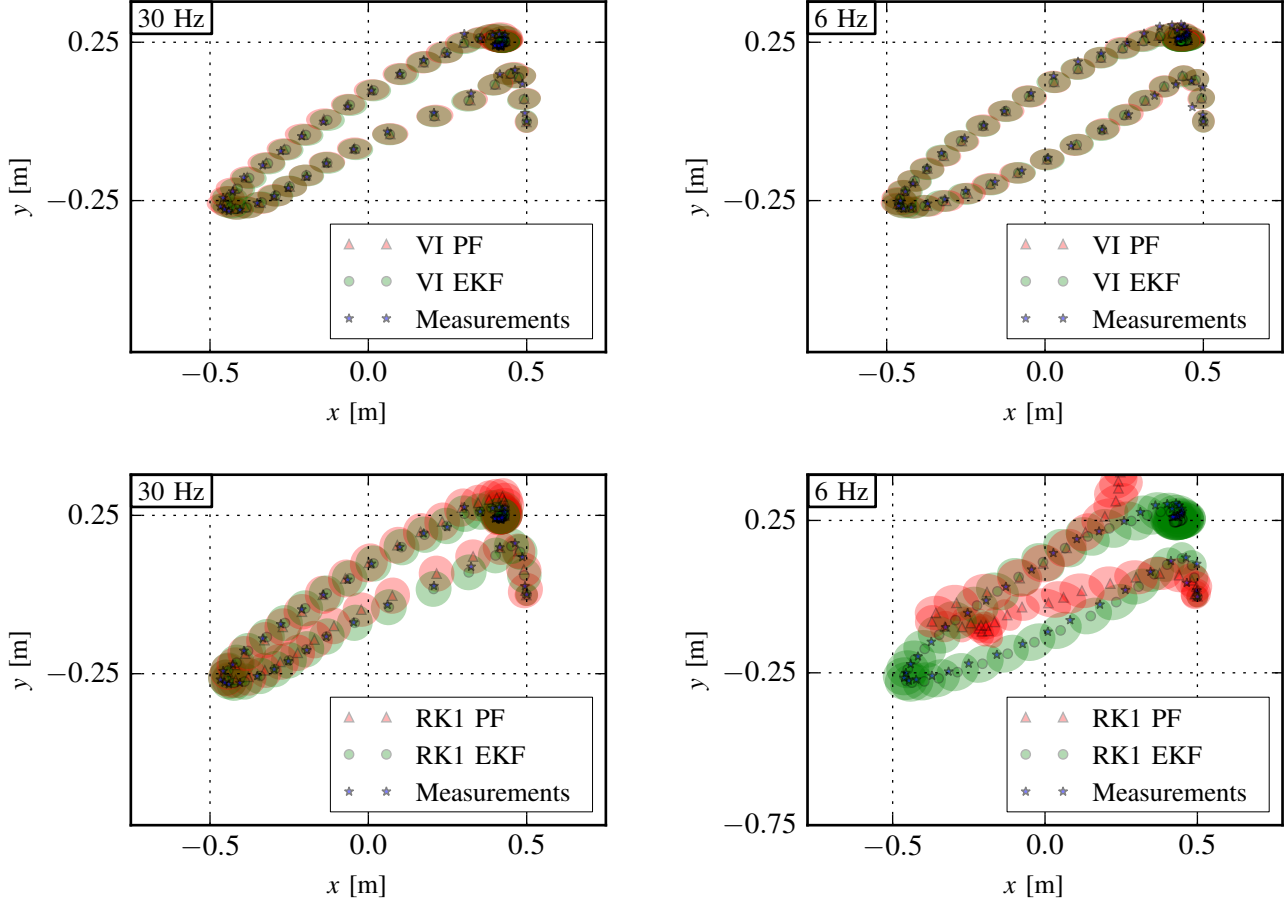 30 Hz
0.25
−0.25
y [m]
VI PF
VI EKF
Measurements
−0.5
0.0
0.5
x [m]
6 Hz
0.25
−0.25
y [m]
VI PF
VI EKF
Measurements
−0.5
0.0
0.5
x [m]
30 Hz
0.25
−0.25
y [m]
RK1 PF
RK1 EKF
Measurements
−0.5
0.0
0.5
x [m]
6 Hz
0.25
−0.25
−0.75
y [m]
RK1 PF
RK1 EKF
Measurements
−0.5
0.0
0.5
x [m]